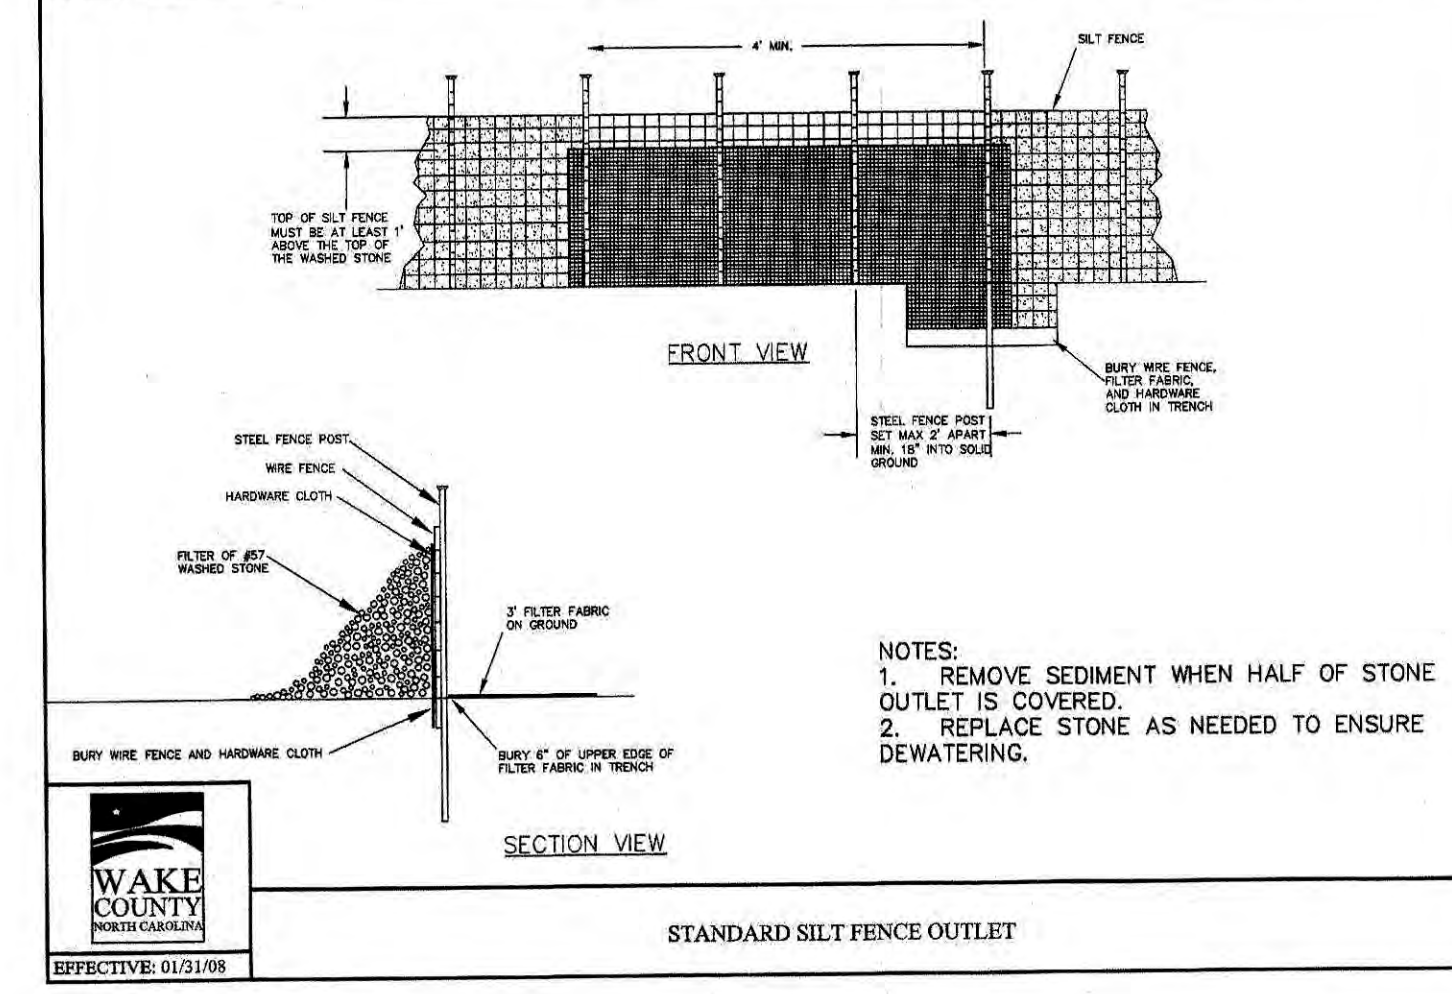 4' MIN.
SILT FENCE
TOP OF SILT FENCE
MUST BE AT LEAST 1'
ABOVE THE TOP OF
THE WASHED STONE
FRONT VIEW
BURY WIRE FENCE,
FILTER FABRIC,
AND HARDWARE
CLOTH IN TRENCH
STEEL FENCE POST
SET MAX 2' APART
MIN. 18" INTO SOLID
GROUND
STEEL FENCE POST
WIRE FENCE
HARDWARE CLOTH
FILTER OF #57
WASHED STONE
3' FILTER FABRIC
ON GROUND
BURY WIRE FENCE AND HARDWARE CLOTH
BURY 6" OF UPPER EDGE OF
FILTER FABRIC IN TRENCH
SECTION VIEW
NOTES:
1. REMOVE SEDIMENT WHEN HALF OF STONE
OUTLET IS COVERED.
2. REPLACE STONE AS NEEDED TO ENSURE
DEWATERING.
WAKE
COUNTY
NORTH CAROLINA
EFFECTIVE: 01/31/08
STANDARD SILT FENCE OUTLET